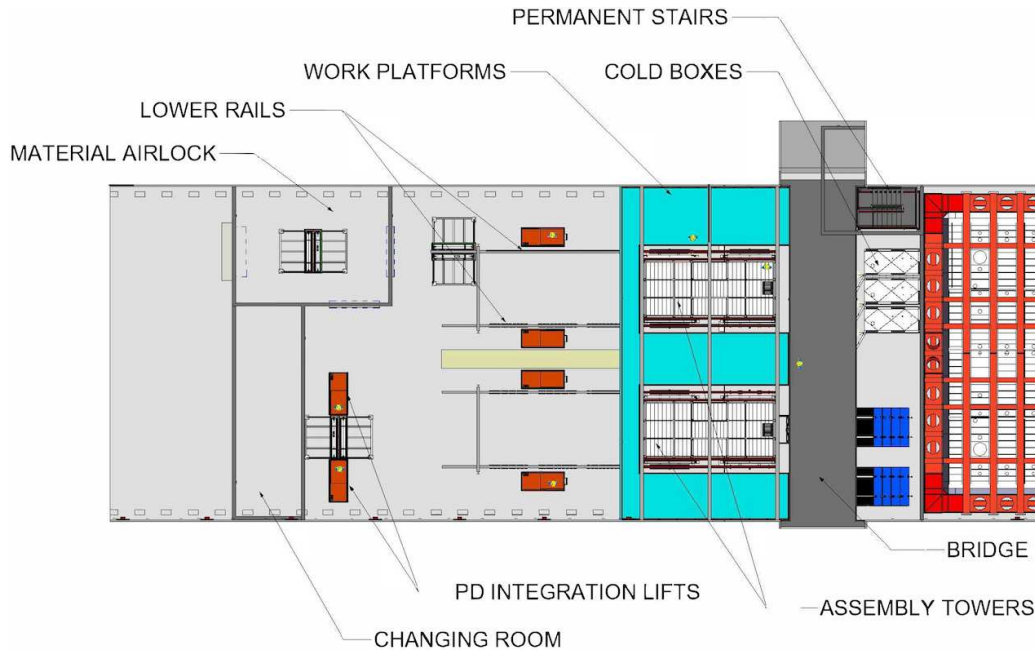 PERMANENT STAIRS
WORK PLATFORMS
COLD BOXES
LOWER RAILS
MATERIAL AIRLOCK
BRIDGE
PD INTEGRATION LIFTS
ASSEMBLY TOWERS
CHANGING ROOM